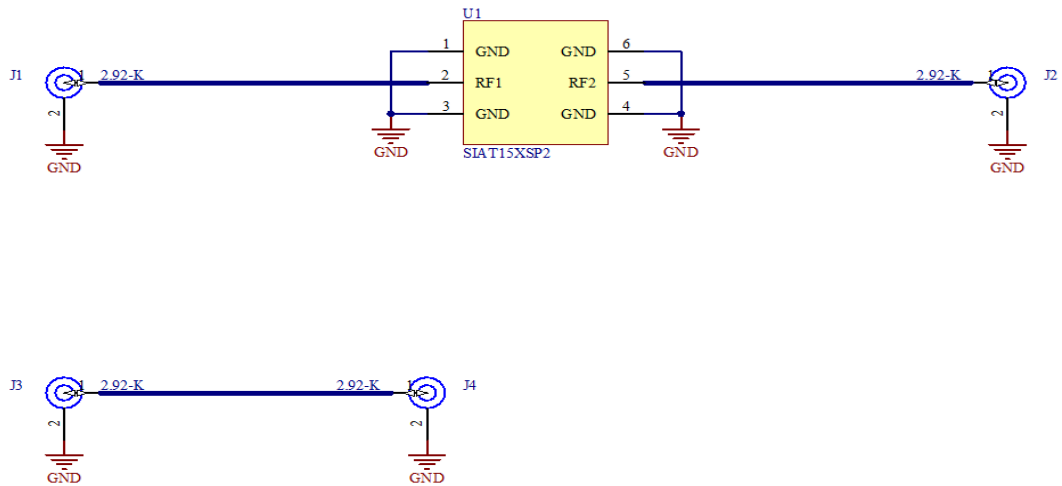 U1
1 GND GND 6
J1 1 2.92-K 2 RF1 RF2 5 2.92-K 1 J2
2 3 GND GND 4 2
GND GND
GND SIAT15XSP2 GND
J3 1 2.92-K 2.92-K 1 J4
2 2
GND GND